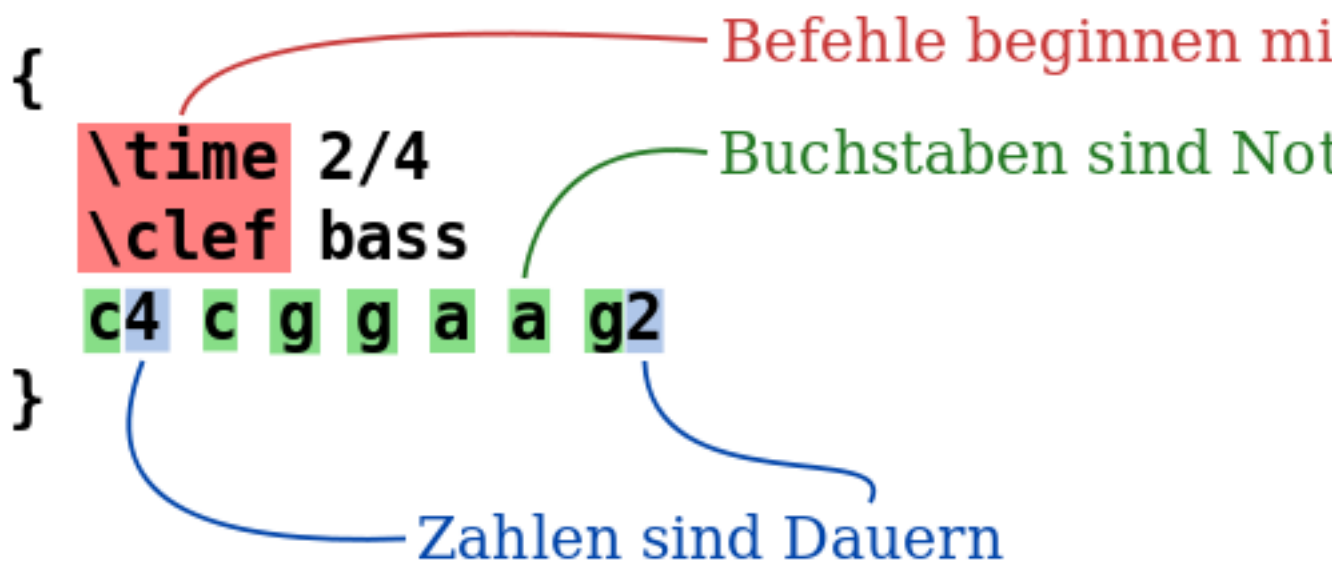 Befehle beginnen mi
{
\time 2/4
Buchstaben sind Not
\clef bass
c4 c g g a a g2
}
Zahlen sind Dauern